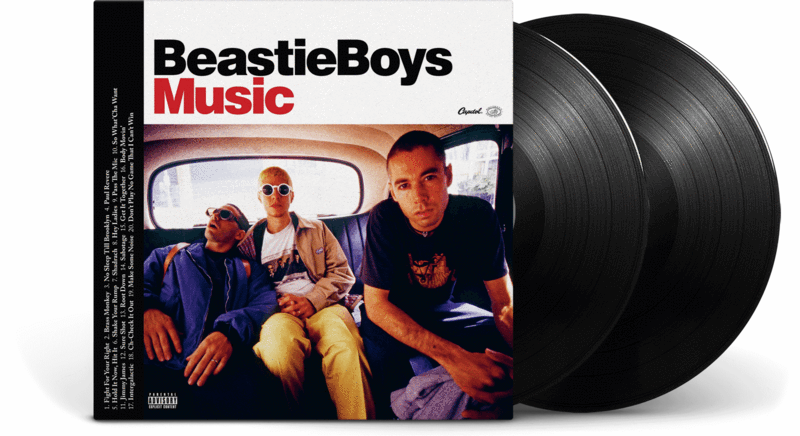 BeastieBoys
Music
Capitol
1. Fight For Your Right 2. Brass Monkey 3. No Sleep Till Brooklyn 4. Paul Revere
5. Hold It Now, Hit It 6. Shake Your Rump 7. Shadrach 8. Hey Ladies 9. Pass The Mic 10. So What'Cha Want
11. Jimmy James 12. Sure Shot 13. Root Down 14. Sabotage 15. Get It Together 16. Body Movin'
17. Intergalactic 18. Ch-Check It Out 19. Make Some Noise 20. Don't Play No Game That I Can't Win
PARENTAL
ADVISORY
EXPLICIT CONTENT